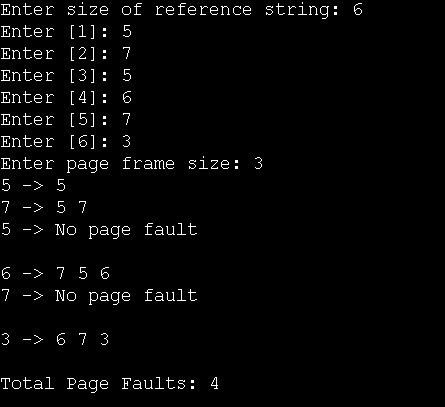 Enter size of reference string: 6
Enter [1]: 5
Enter [2]: 7
Enter [3]: 5
Enter [4]: 6
Enter [5]: 7
Enter [6]: 3
Enter page frame size: 3
5 -> 5
7 -> 5 7
5 -> No page fault
6 -> 7 5 6
7 -> No page fault
3 -> 6 7 3
Total Page Faults: 4